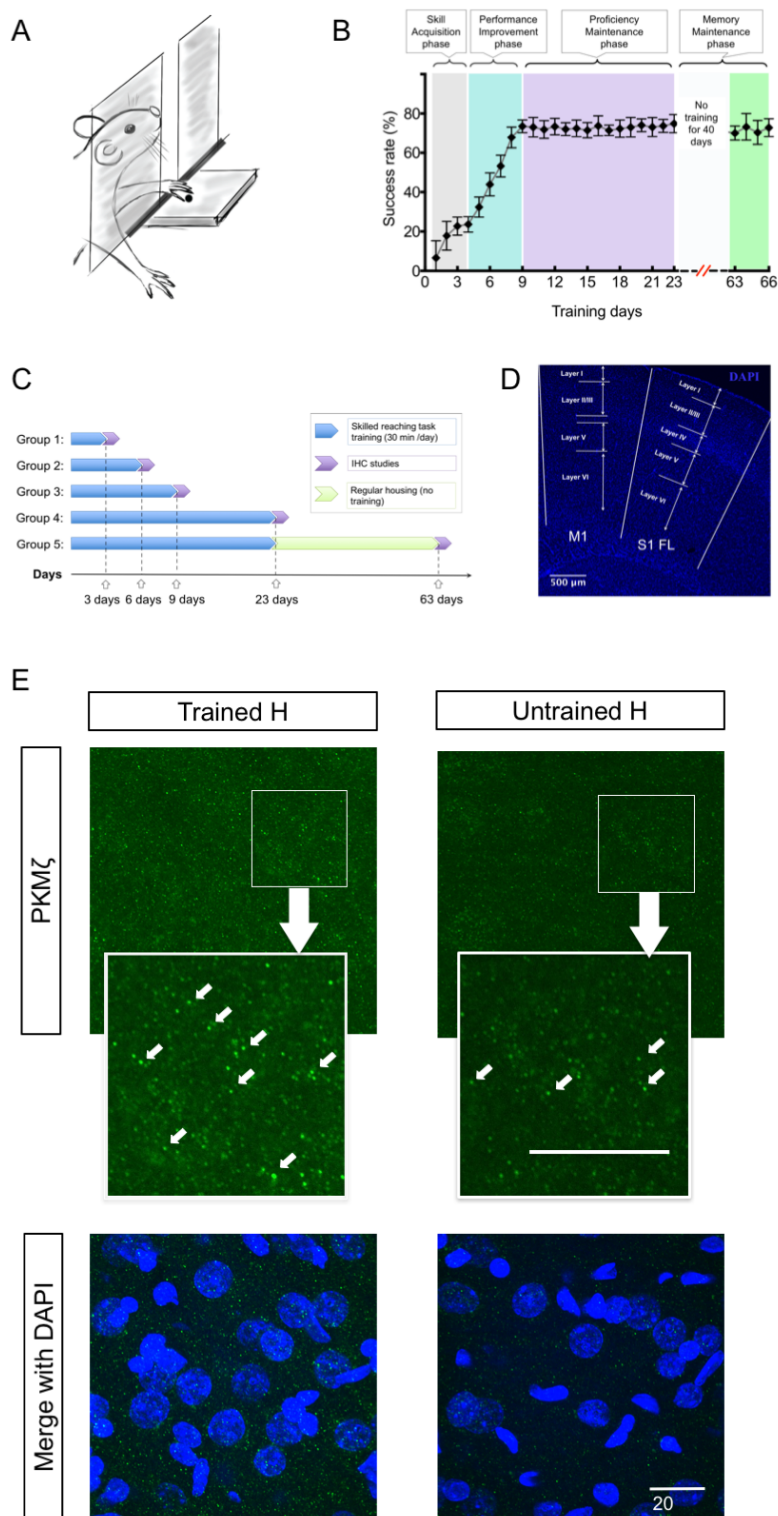 A
B
Skill
Acquisition
phase
Performance
Improvement
phase
Proficiency
Maintenance
phase
Memory
Maintenance
phase
Success rate (%)
80
60
40
20
0
No
training
for 40
days
0 3 6 9 12 15 18 21 23 63 66
Training days
C
Group 1:
Group 2:
Group 3:
Group 4:
Group 5:
Days
3 days 6 days 9 days 23 days 63 days
Skilled reaching task
training (30 min /day)
IHC studies
Regular housing (no
training)
D
DAPI
Layer I
Layer II/III
Layer V
Layer VI
M1
Layer I
Layer II/III
Layer IV
Layer V
Layer VI
S1 FL
500 μm
E
Trained H
Untrained H
PKMζ
Merge with DAPI
20